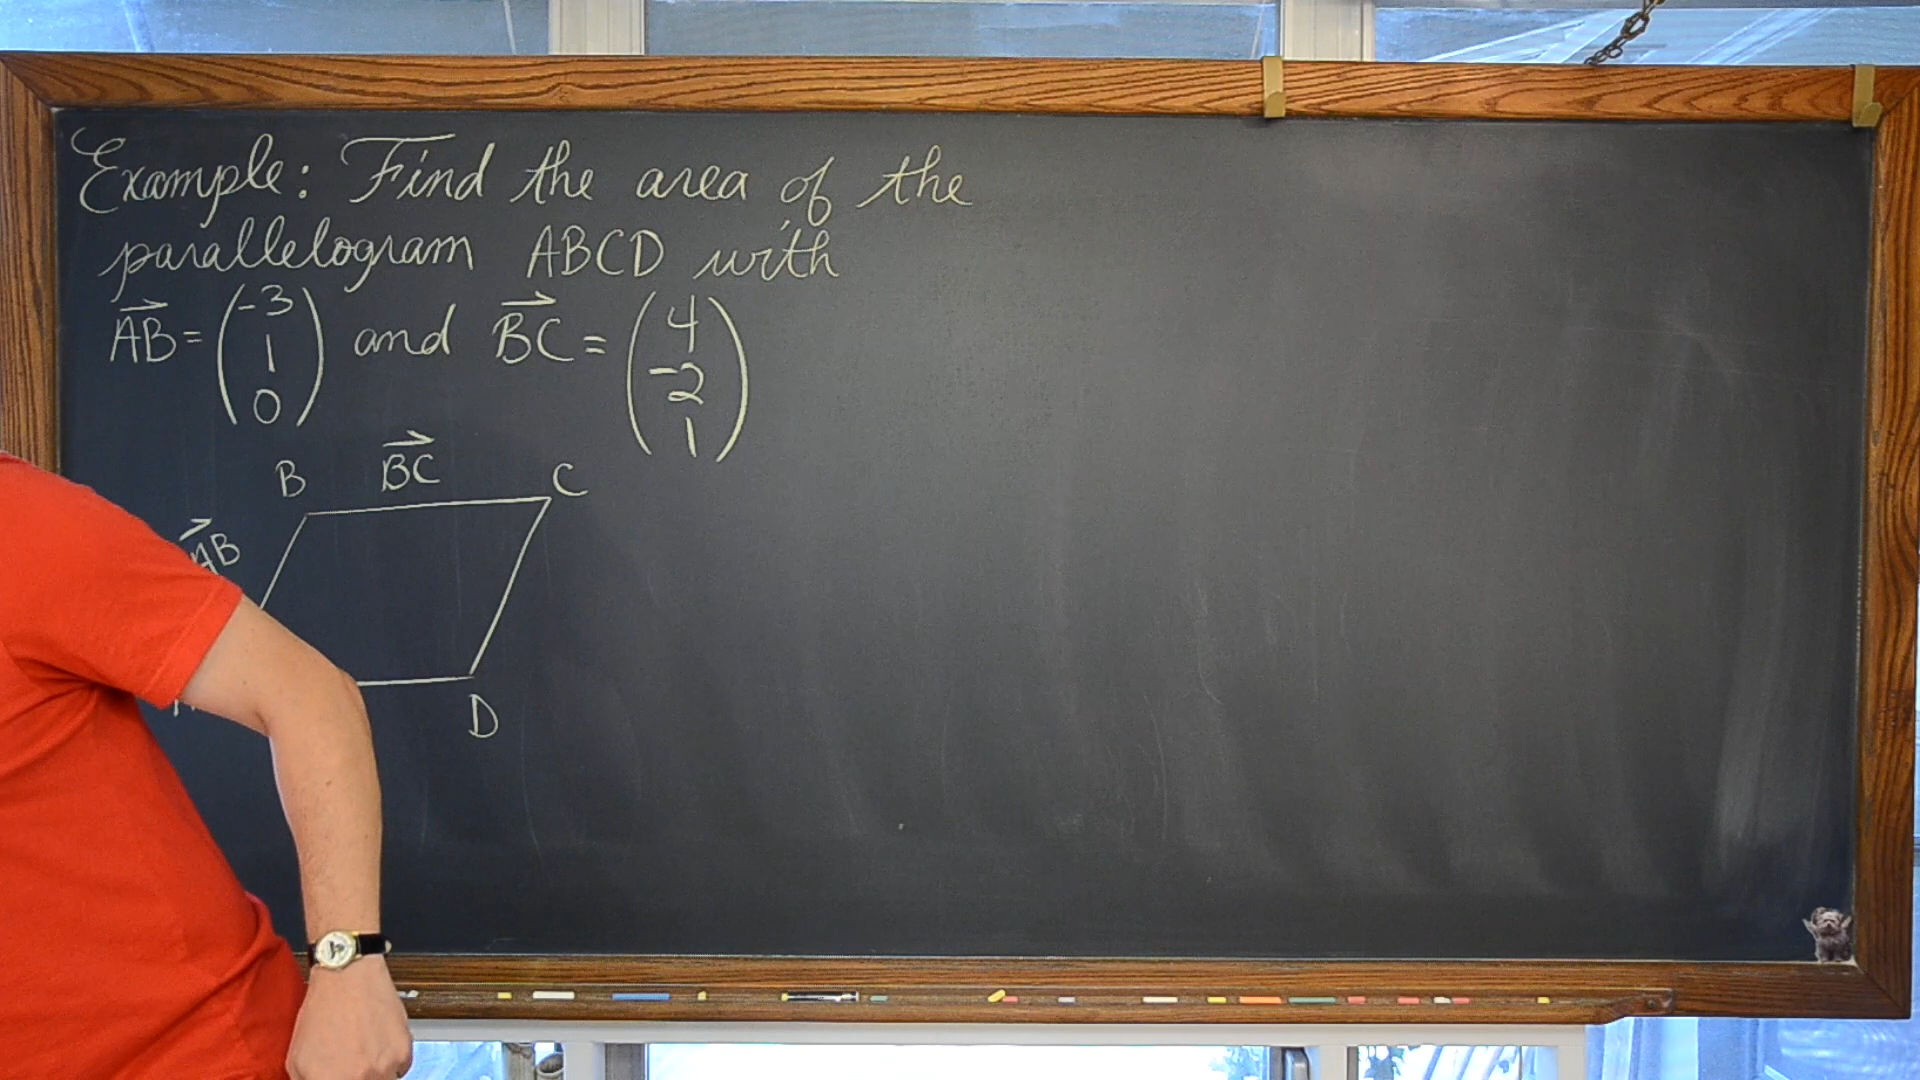 Example: Find the area of the
parallelogram ABCD with
AB⃗ = (-3 1 0) and BC⃗ = (4 -2 1)
B BC⃗ C
AB⃗
D